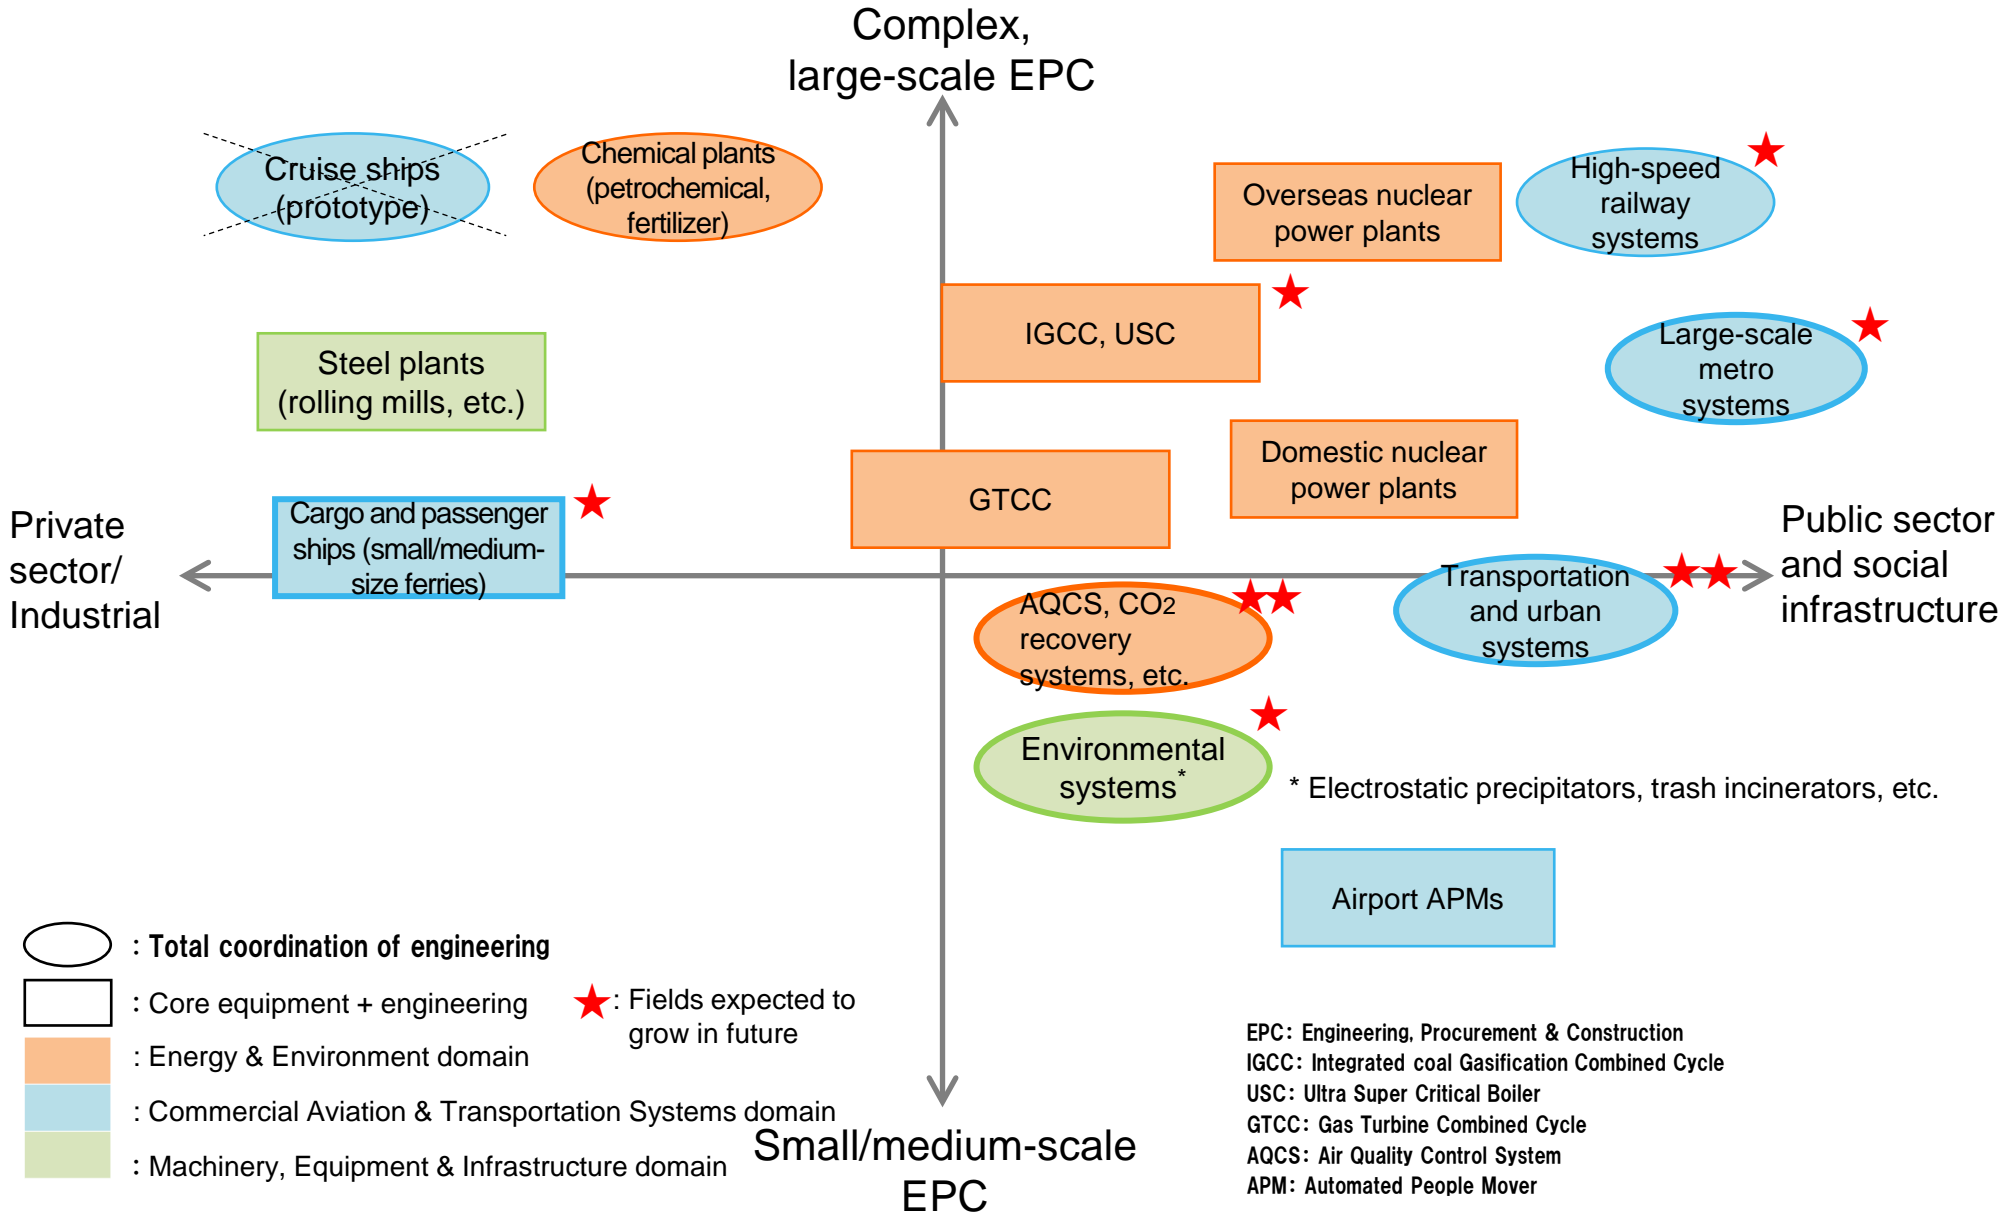 Complex,
large-scale EPC
Cruise ships
(prototype)
Chemical plants
(petrochemical,
fertilizer)
Overseas nuclear
power plants
High-speed
railway
systems
IGCC, USC
Large-scale
metro
systems
Steel plants
(rolling mills, etc.)
Domestic nuclear
power plants
GTCC
Private
sector/
Industrial
Cargo and passenger
ships (small/medium-
size ferries)
Public sector
and social
infrastructure
Transportation
and urban
systems
AQCS, CO2
recovery
systems, etc.
Environmental
systems*
* Electrostatic precipitators, trash incinerators, etc.
Airport APMs
: Total coordination of engineering
: Core equipment + engineering
: Fields expected to
grow in future
: Energy & Environment domain
: Commercial Aviation & Transportation Systems domain
: Machinery, Equipment & Infrastructure domain
Small/medium-scale
EPC
EPC: Engineering, Procurement & Construction
IGCC: Integrated coal Gasification Combined Cycle
USC: Ultra Super Critical Boiler
GTCC: Gas Turbine Combined Cycle
AQCS: Air Quality Control System
APM: Automated People Mover